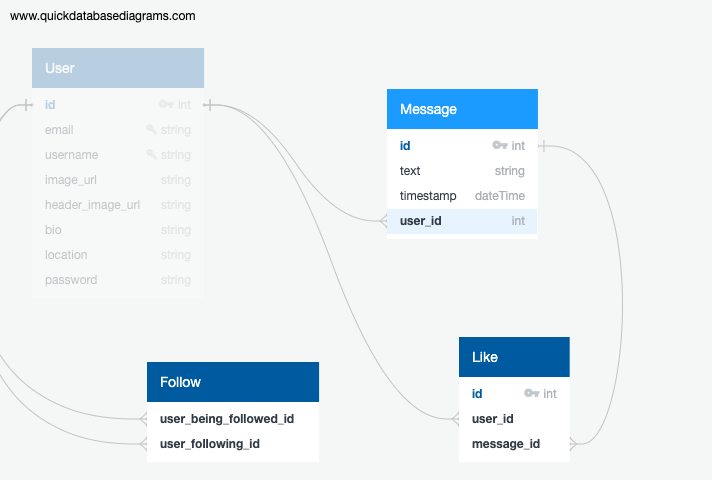 www.quickdatabasediagrams.com
User
id int
email string
username string
image_url string
header_image_url string
bio string
location string
password string
Message
id int
text string
timestamp dateTime
user_id int
Follow
user_being_followed_id
user_following_id
Like
id int
user_id
message_id